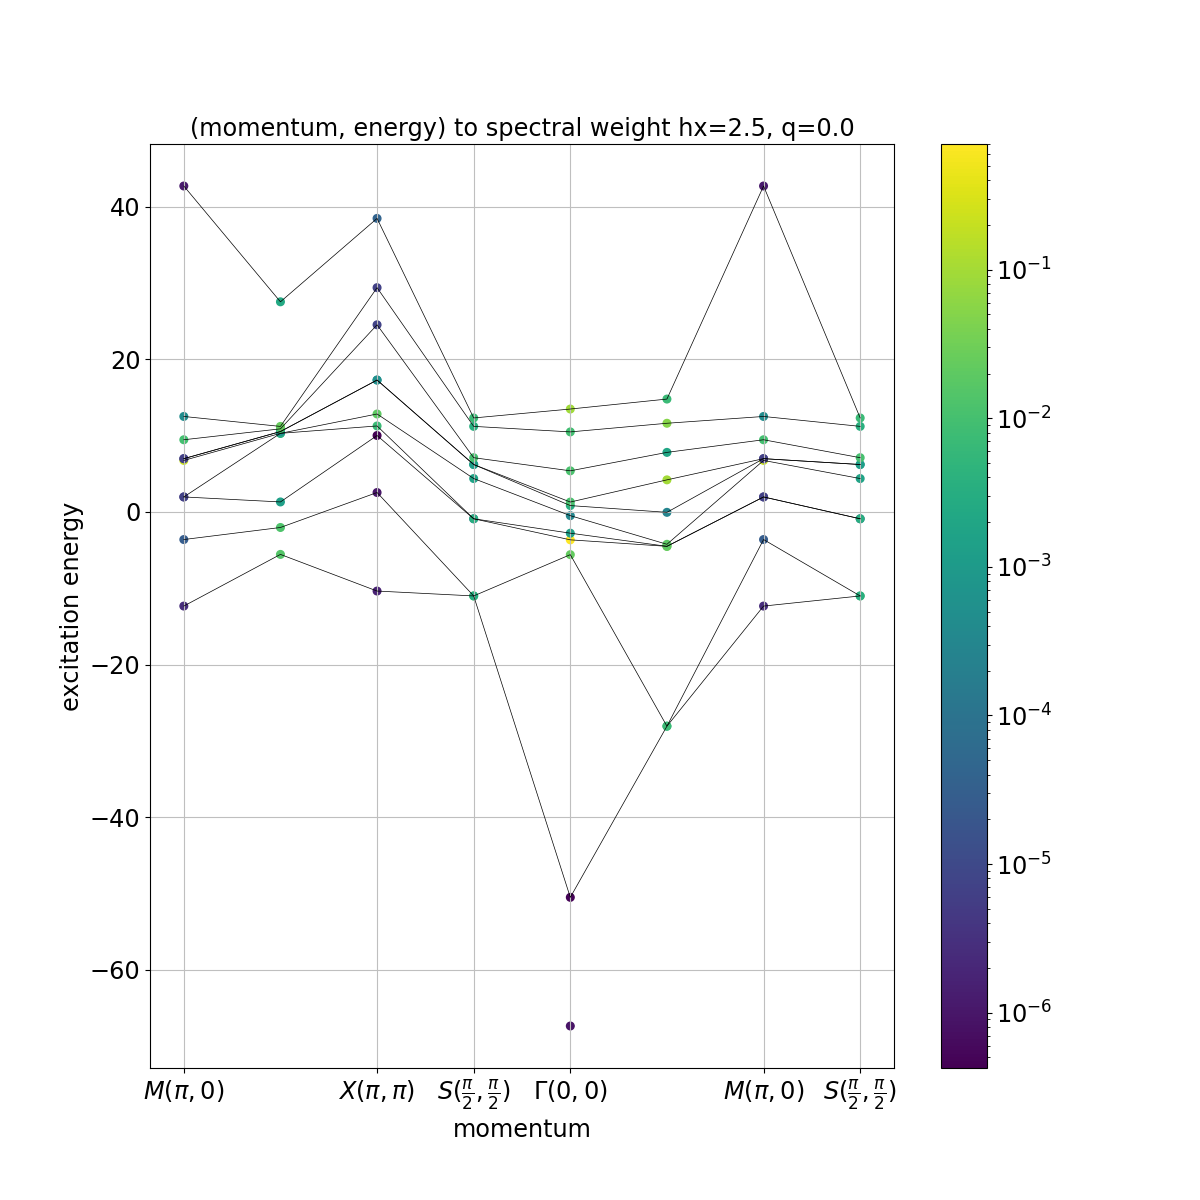 (momentum, energy) to spectral weight hx=2.5, q=0.0
excitation energy
40
20
0
−20
−40
−60
M(π, 0)
X(π, π)
S(π/2, π/2)
Γ(0, 0)
M(π, 0)
S(π/2, π/2)
momentum
10⁻¹
10⁻²
10⁻³
10⁻⁴
10⁻⁵
10⁻⁶